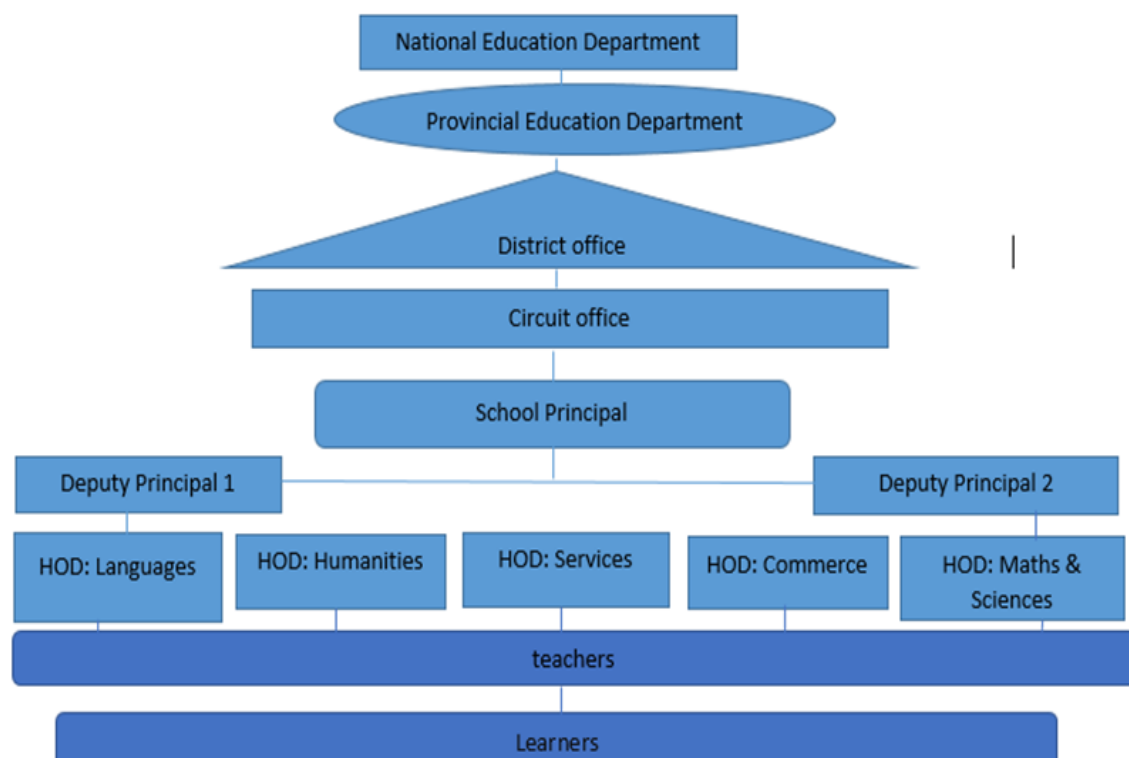 National Education Department
Provincial Education Department
District office
Circuit office
School Principal
Deputy Principal 1
Deputy Principal 2
HOD: Languages
HOD: Humanities
HOD: Services
HOD: Commerce
HOD: Maths &
Sciences
teachers
Learners